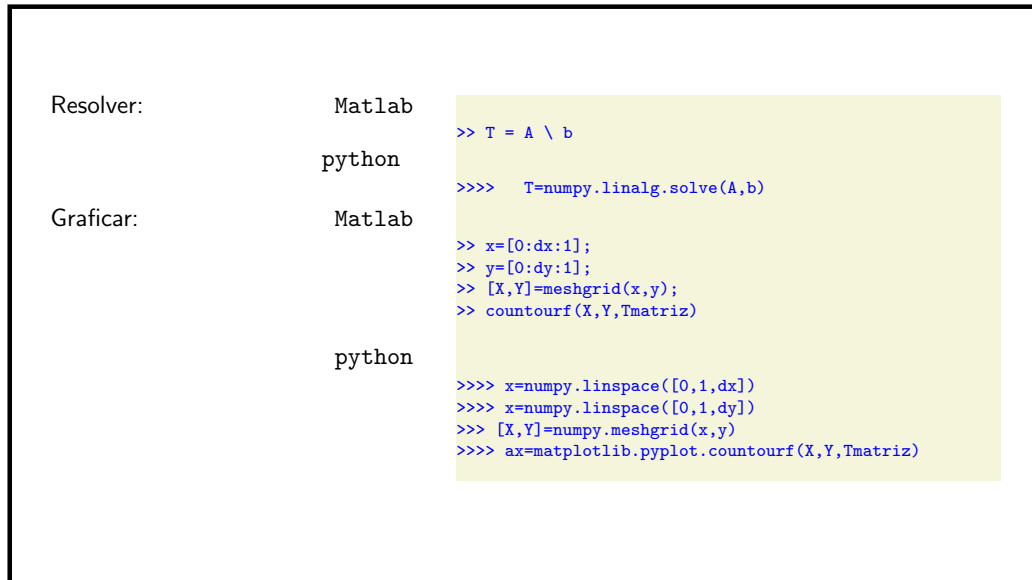 Resolver: Matlab
>> T = A \ b
python
>>>> T=numpy.linalg.solve(A,b)
Graficar: Matlab
>> x=[0:dx:1];
>> y=[0:dy:1];
>> [X,Y]=meshgrid(x,y);
>> countourf(X,Y,Tmatriz)
python
>>>> x=numpy.linspace([0,1,dx])
>>>> x=numpy.linspace([0,1,dy])
>>> [X,Y]=numpy.meshgrid(x,y)
>>>> ax=matplotlib.pyplot.countourf(X,Y,Tmatriz)